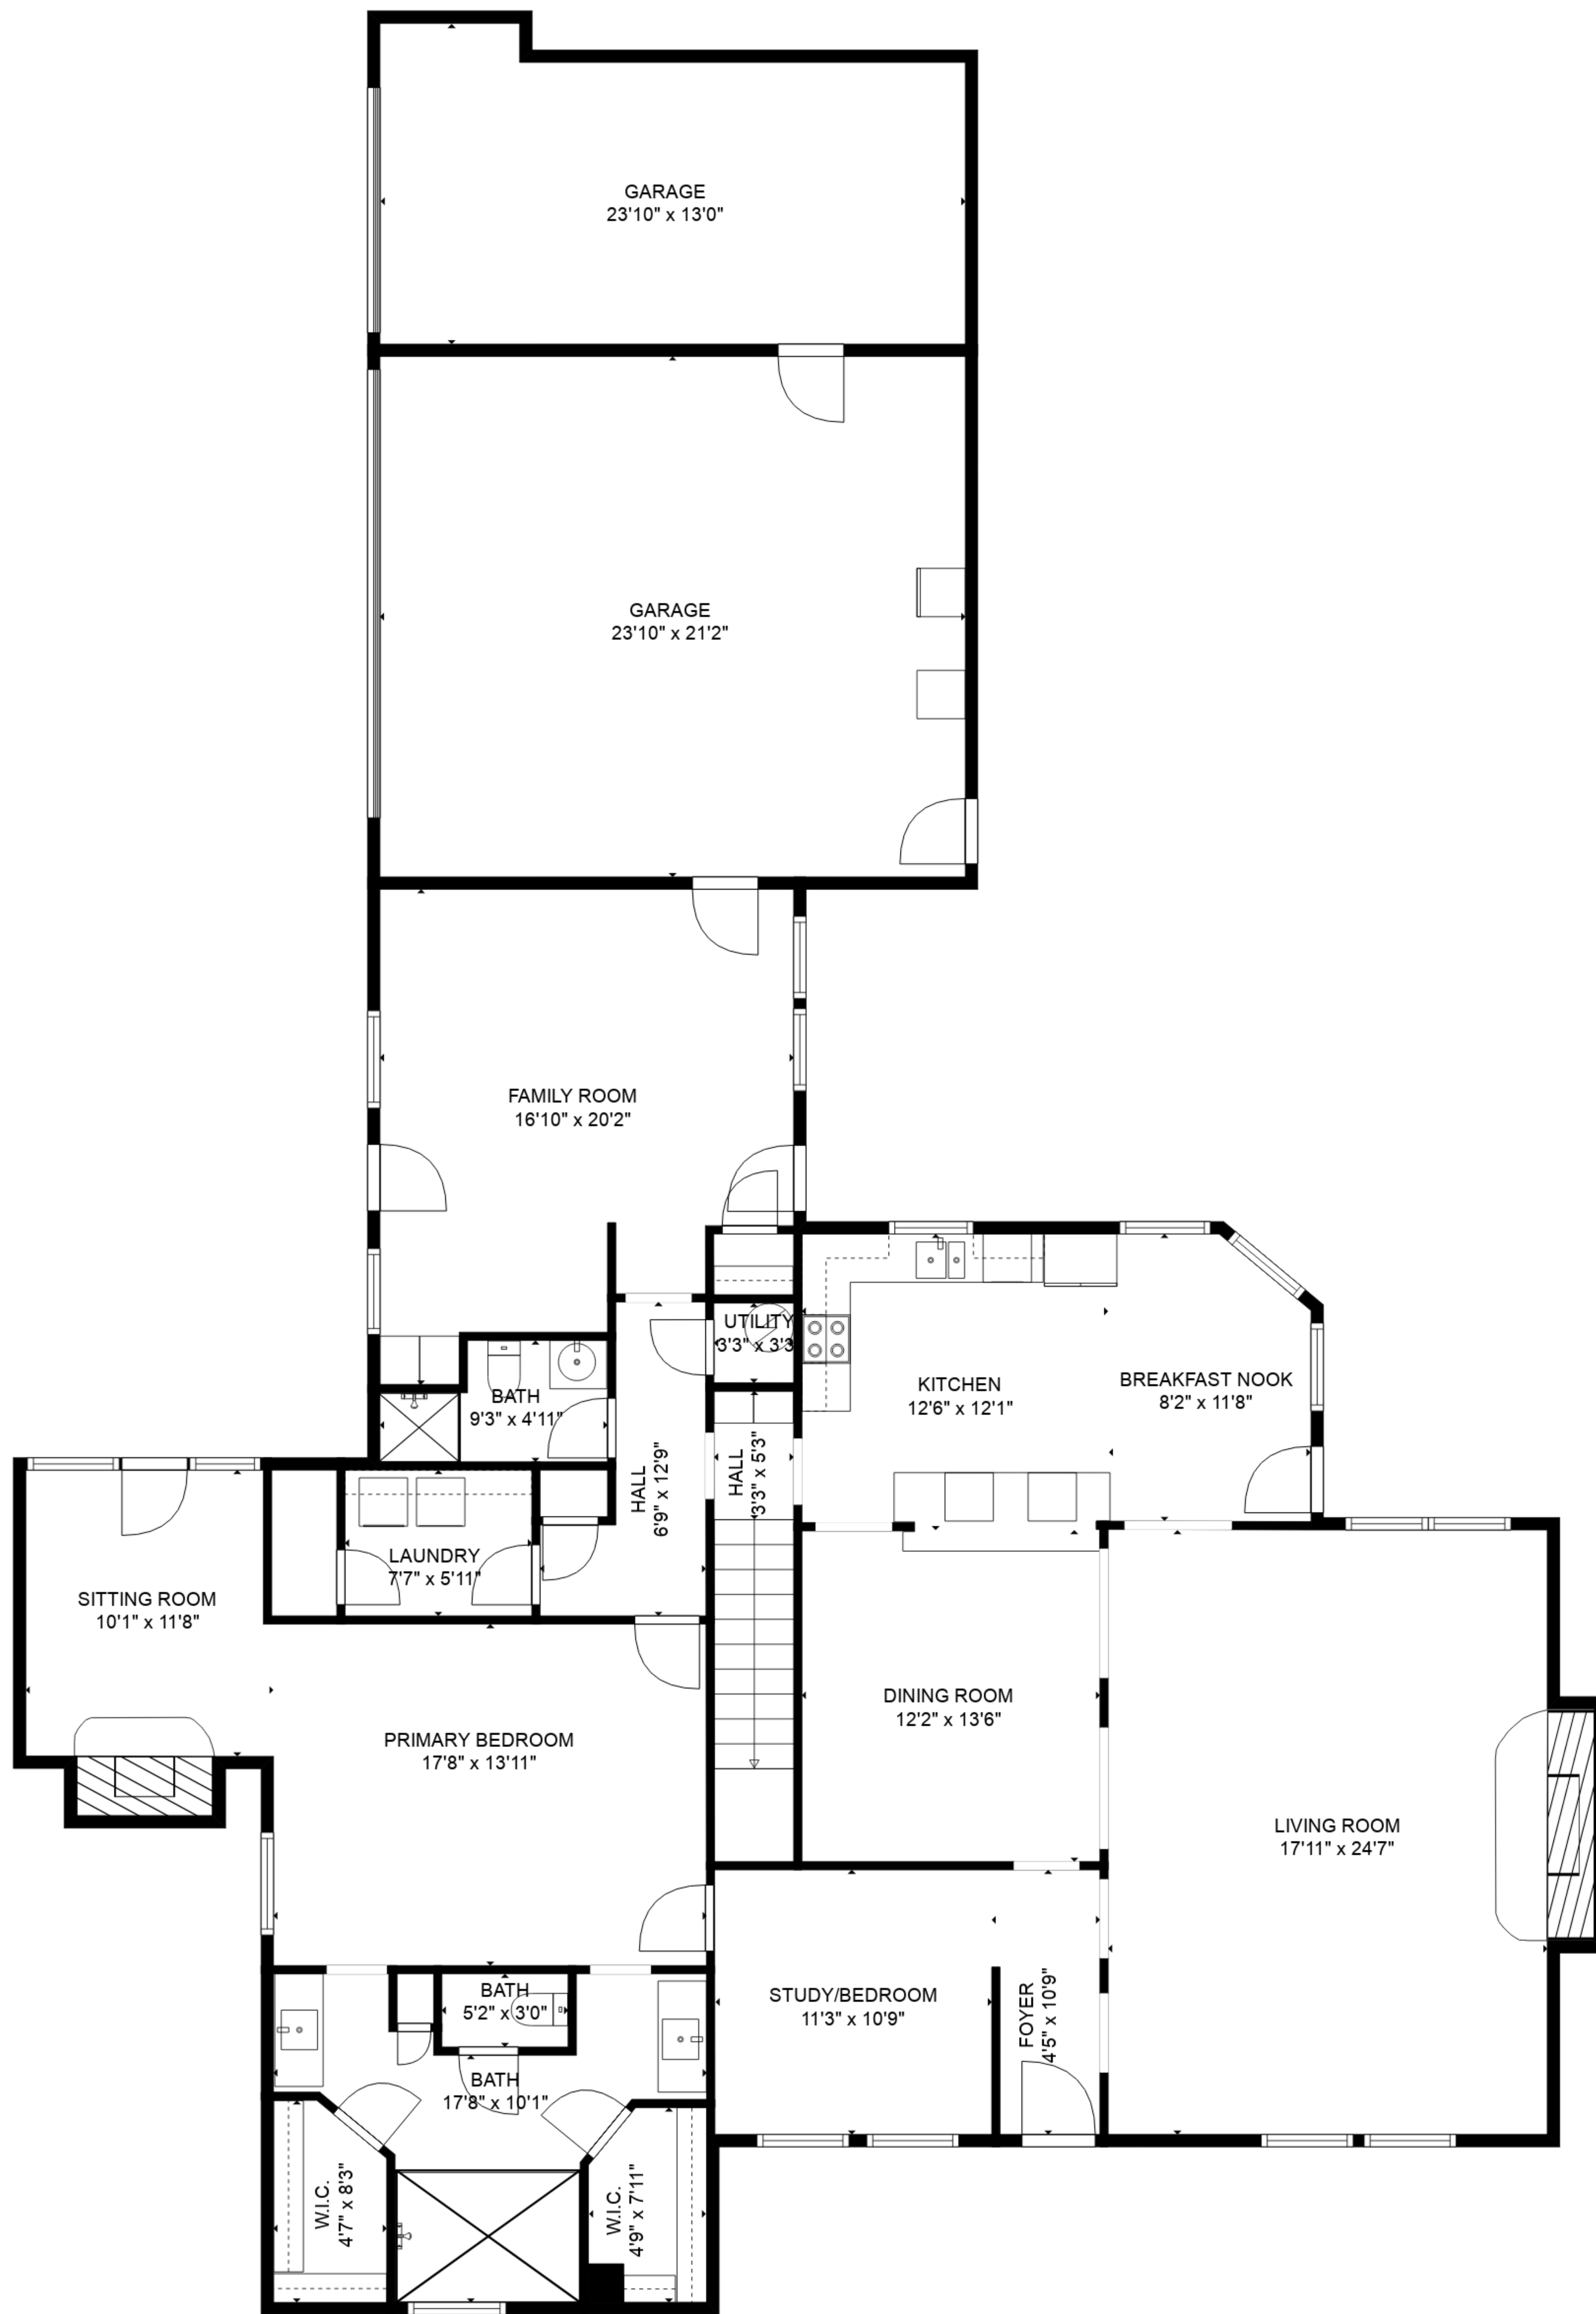 GARAGE
23'10" x 13'0"
GARAGE
23'10" x 21'2"
FAMILY ROOM
16'10" x 20'2"
UTILITY
3'3" x 3'3
KITCHEN
12'6" x 12'1"
BREAKFAST NOOK
8'2" x 11'8"
BATH
9'3" x 4'11"
HALL
6'9" x 12'9"
HALL
3'3" x 5'3"
LAUNDRY
7'7" x 5'11"
SITTING ROOM
10'1" x 11'8"
PRIMARY BEDROOM
17'8" x 13'11"
DINING ROOM
12'2" x 13'6"
LIVING ROOM
17'11" x 24'7"
BATH
5'2" x 3'0"
STUDY/BEDROOM
11'3" x 10'9"
FOYER
4'5" x 10'9"
BATH
17'8" x 10'1"
W.I.C.
4'7" x 8'3"
W.I.C.
4'9" x 7'11"